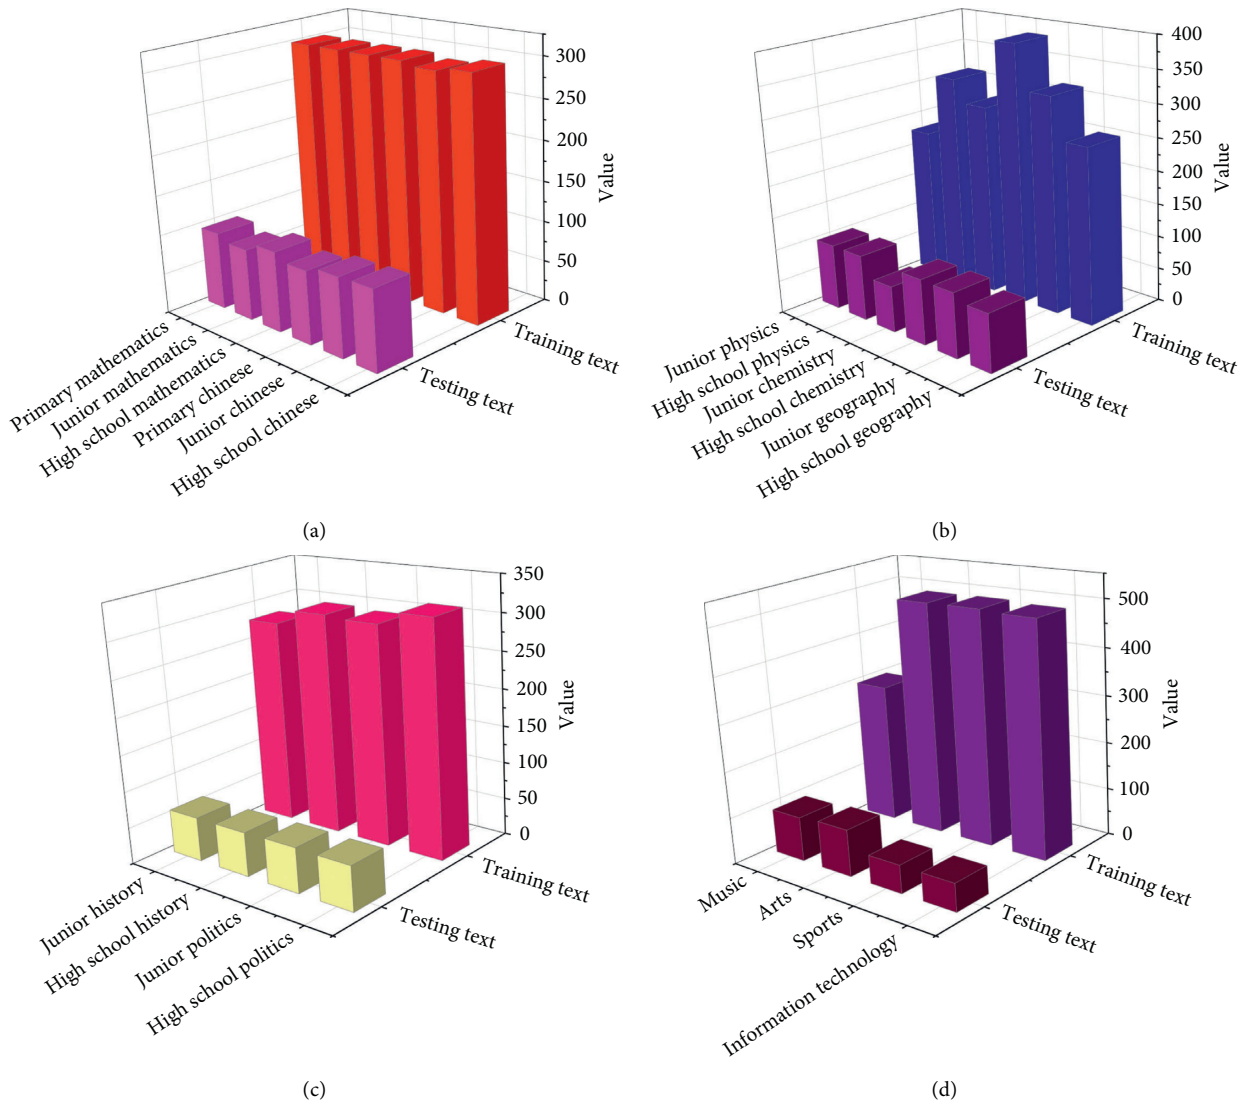 300
250
200
150
100
50
0
Value
Primary mathematics
Junior mathematics
High school mathematics
Primary chinese
Junior chinese
High school chinese
Testing text
Training text
(a)
400
350
300
250
200
150
100
50
0
Value
Junior physics
High school physics
Junior chemistry
High school chemistry
Junior geography
High school geography
Testing text
Training text
(b)
350
300
250
200
150
100
50
0
Value
Junior history
High school history
Junior politics
High school politics
Testing text
Training text
(c)
500
400
300
200
100
0
Value
Music
Arts
Sports
Information technology
Testing text
Training text
(d)